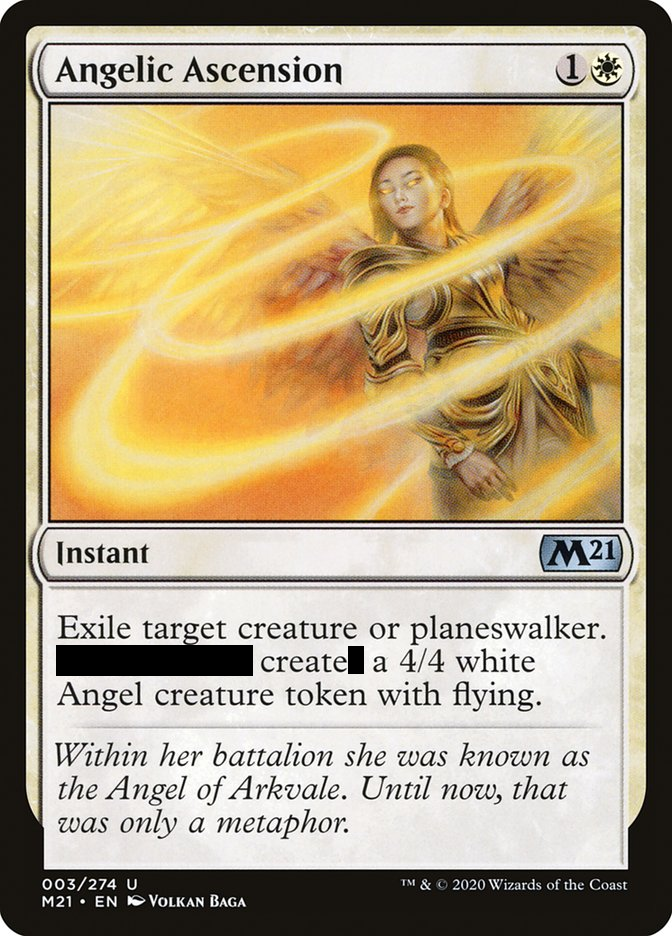 Angelic Ascension
1
Instant
M21
Exile target creature or planeswalker.
create a 4/4 white
Angel creature token with flying.
Within her battalion she was known as
the Angel of Arkvale. Until now, that
was only a metaphor.
003/274 U
M21 • EN VOLKAN BAGA
™ & © 2020 Wizards of the Coast